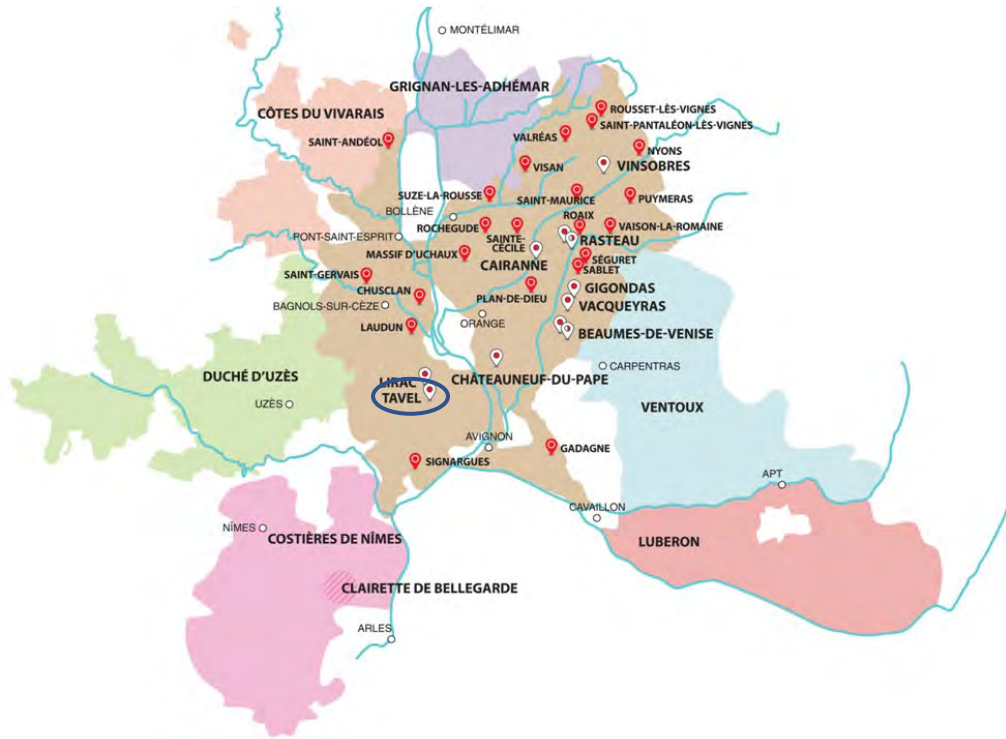 MONTÉLIMAR
GRIGNAN-LES-ADHÉMAR
CÔTES DU VIVARAIS
ROUSSET-LÈS-VIGNES
SAINT-PANTALÉON-LÈS-VIGNES
VALRÉAS
SAINT-ANDÉOL
NYONS
VISAN
VINSOBRES
SUZE-LA-ROUSSE
SAINT-MAURICE
PUYMERAS
BOLLÈNE
ROAIX
ROCHEGUDE
SAINTE-
CÉCILE
VAISON-LA-ROMAINE
PONT-SAINT-ESPRIT
RASTEAU
MASSIF D'UCHAUX
CAIRANNE
SÉGURET
SABLET
SAINT-GERVAIS
CHUSCLAN
PLAN-DE-DIEU
GIGONDAS
BAGNOLS-SUR-CÈZE
VACQUEYRAS
ORANGE
LAUDUN
BEAUMES-DE-VENISE
DUCHÉ D'UZÈS
LIRAC
CHÂTEAUNEUF-DU-PAPE
CARPENTRAS
TAVEL
UZÈS
VENTOUX
AVIGNON
GADAGNE
SIGNARGUES
APT
CAVAILLON
NÎMES
COSTIÈRES DE NÎMES
LUBERON
CLAIRETTE DE BELLEGARDE
ARLES